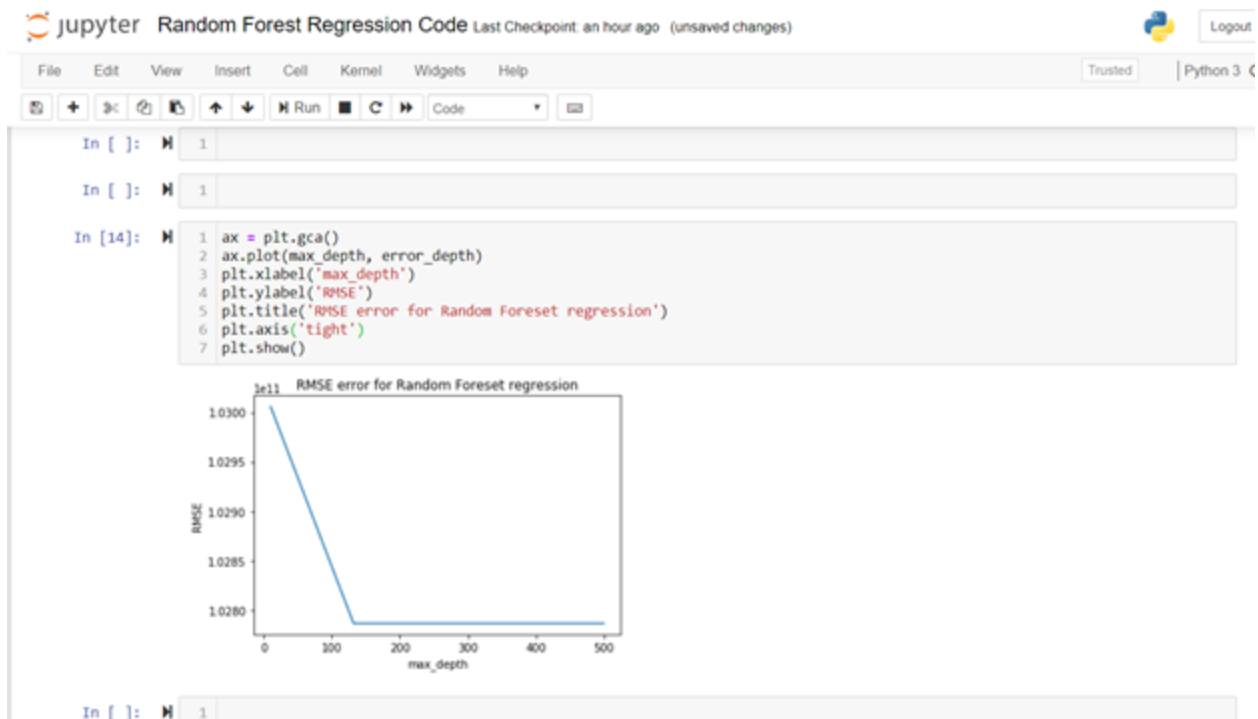 jupyter Random Forest Regression Code Last Checkpoint: an hour ago (unsaved changes)
Logout
File Edit View Insert Cell Kernel Widgets Help
Trusted
Python 3
Run
Code
In [ ]: 1
In [ ]: 1
In [14]:
1 ax = plt.gca()
2 ax.plot(max_depth, error_depth)
3 plt.xlabel('max_depth')
4 plt.ylabel('RMSE')
5 plt.title('RMSE error for Random Foreset regression')
6 plt.axis('tight')
7 plt.show()
1e11 RMSE error for Random Foreset regression
1.0300
1.0295
1.0290
1.0285
1.0280
RMSE
0 100 200 300 400 500
max_depth
In [ ]: 1